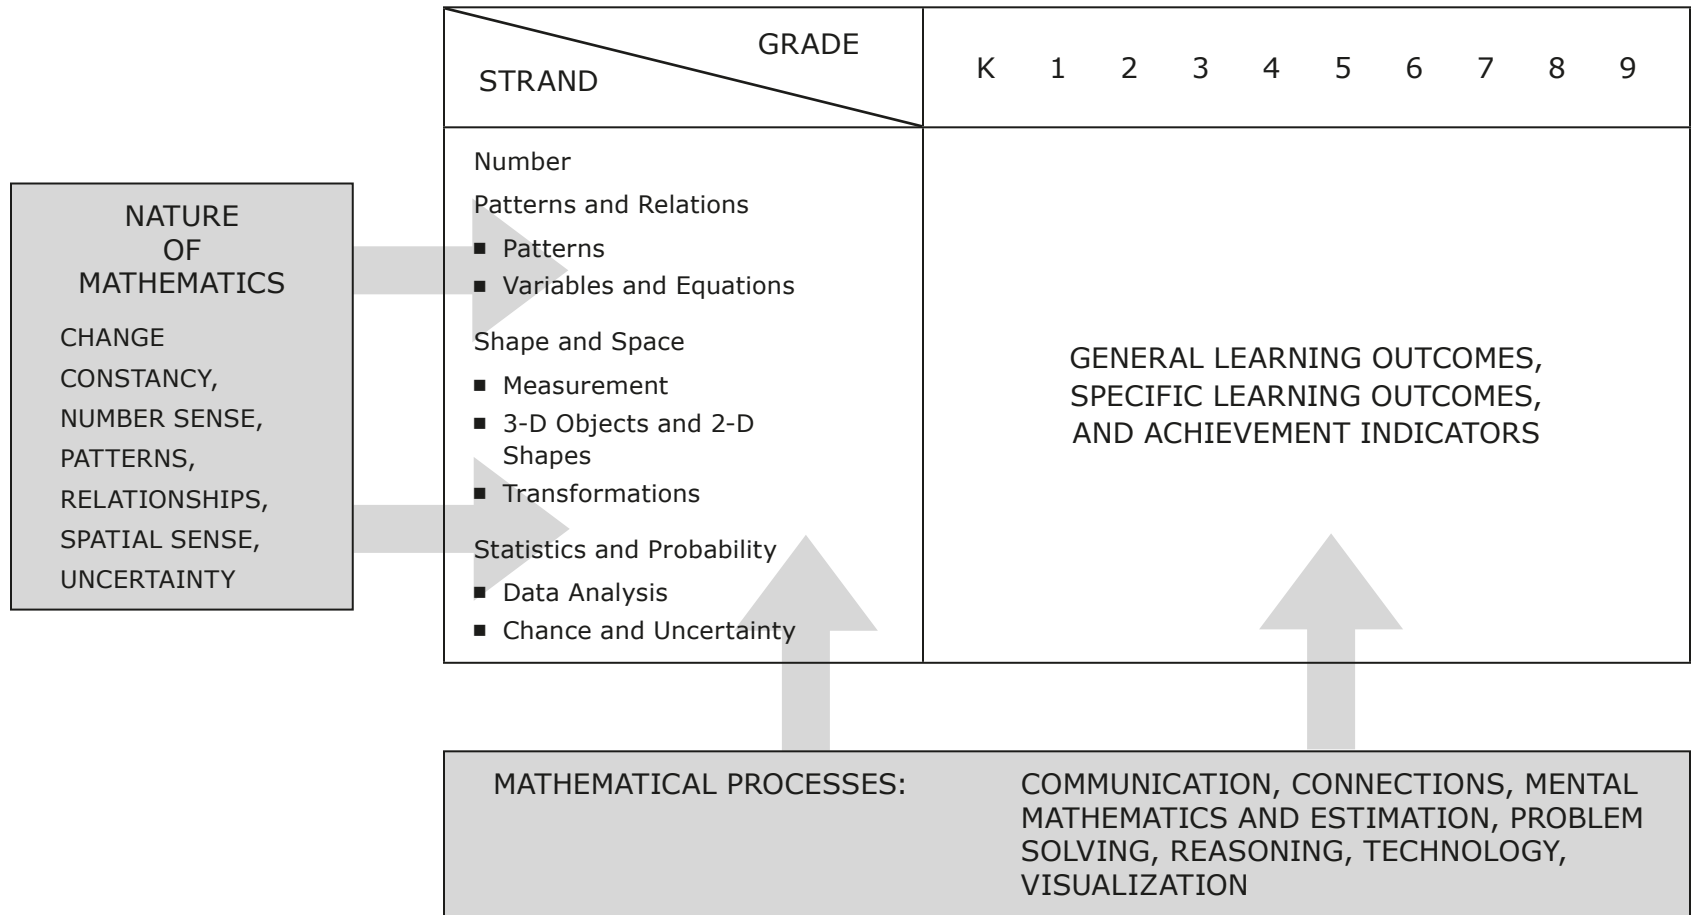 GRADE
STRAND
K 1 2 3 4 5 6 7 8 9
NATURE
OF
MATHEMATICS
CHANGE
CONSTANCY,
NUMBER SENSE,
PATTERNS,
RELATIONSHIPS,
SPATIAL SENSE,
UNCERTAINTY
Number
Patterns and Relations
■ Patterns
■ Variables and Equations
Shape and Space
■ Measurement
■ 3-D Objects and 2-D
Shapes
■ Transformations
Statistics and Probability
■ Data Analysis
■ Chance and Uncertainty
GENERAL LEARNING OUTCOMES,
SPECIFIC LEARNING OUTCOMES,
AND ACHIEVEMENT INDICATORS
MATHEMATICAL PROCESSES:
COMMUNICATION, CONNECTIONS, MENTAL
MATHEMATICS AND ESTIMATION, PROBLEM
SOLVING, REASONING, TECHNOLOGY,
VISUALIZATION